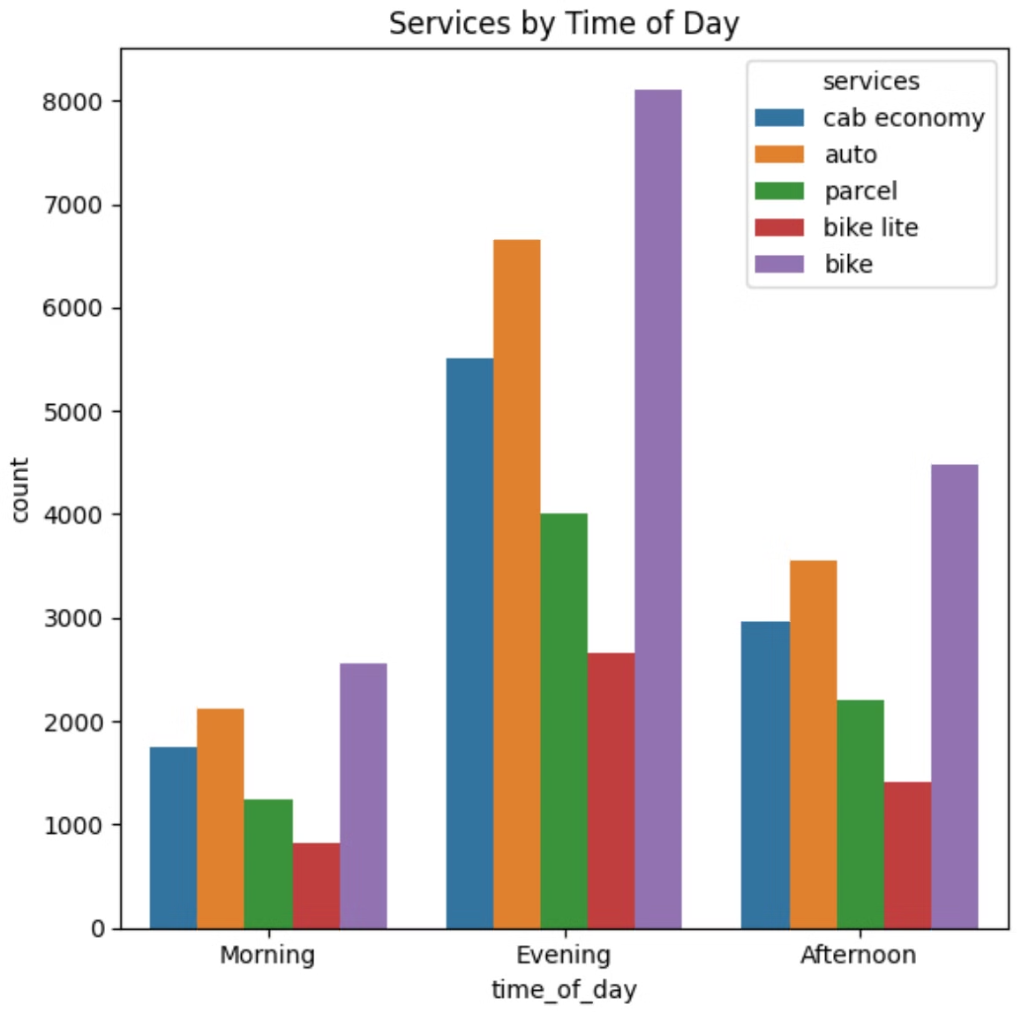 Services by Time of Day
services
cab economy
auto
parcel
bike lite
bike
8000
7000
6000
5000
4000
3000
2000
1000
0
count
Morning
Evening
Afternoon
time_of_day